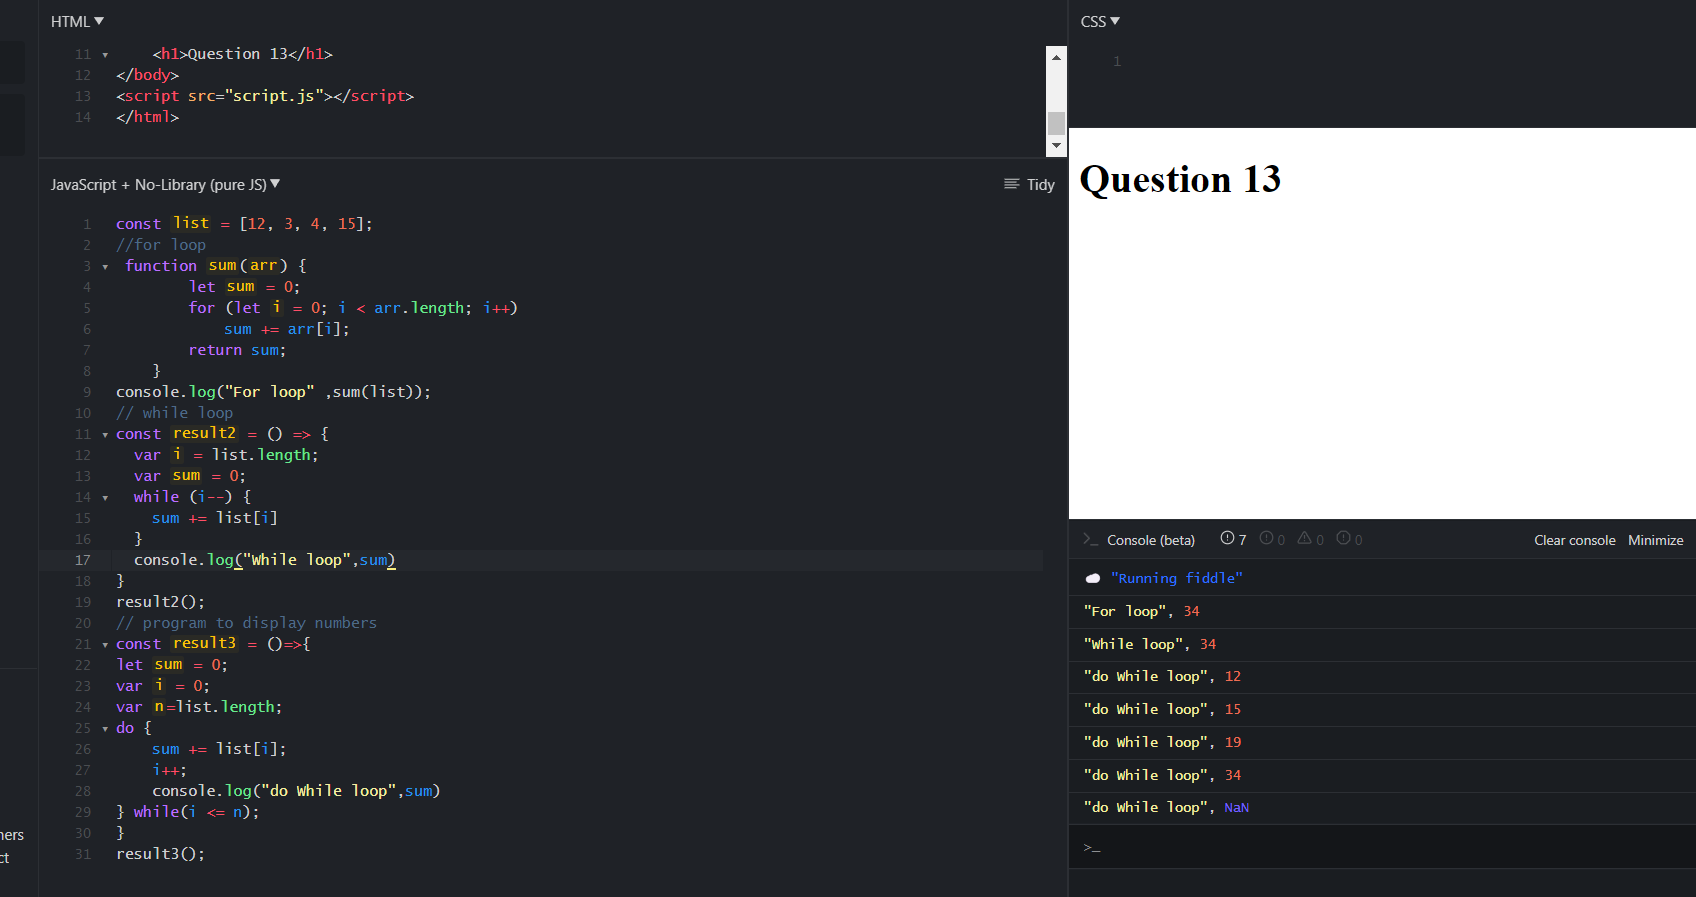 HTML ▼
11 ▾ <h1>Question 13</h1>
12 </body>
13 <script src="script.js"></script>
14 </html>
JavaScript + No-Library (pure JS) ▼
Tidy
1 const list = [12, 3, 4, 15];
2 //for loop
3 ▾ function sum(arr) {
4 let sum = 0;
5 for (let i = 0; i < arr.length; i++)
6 sum += arr[i];
7 return sum;
8 }
9 console.log("For loop" ,sum(list));
10 // while loop
11 ▾ const result2 = () => {
12 var i = list.length;
13 var sum = 0;
14 ▾ while (i--) {
15 sum += list[i]
16 }
17 console.log("While loop",sum)
18 }
19 result2();
20 // program to display numbers
21 ▾ const result3 = ()=>{
22 let sum = 0;
23 var i = 0;
24 var n=list.length;
25 ▾ do {
26 sum += list[i];
27 i++;
28 console.log("do While loop",sum)
29 } while(i <= n);
30 }
31 result3();
ners
ct
CSS ▼
1
Question 13
>_ Console (beta) 7 0 0 0 Clear console Minimize
"Running fiddle"
"For loop", 34
"While loop", 34
"do While loop", 12
"do While loop", 15
"do While loop", 19
"do While loop", 34
"do While loop", NaN
>_